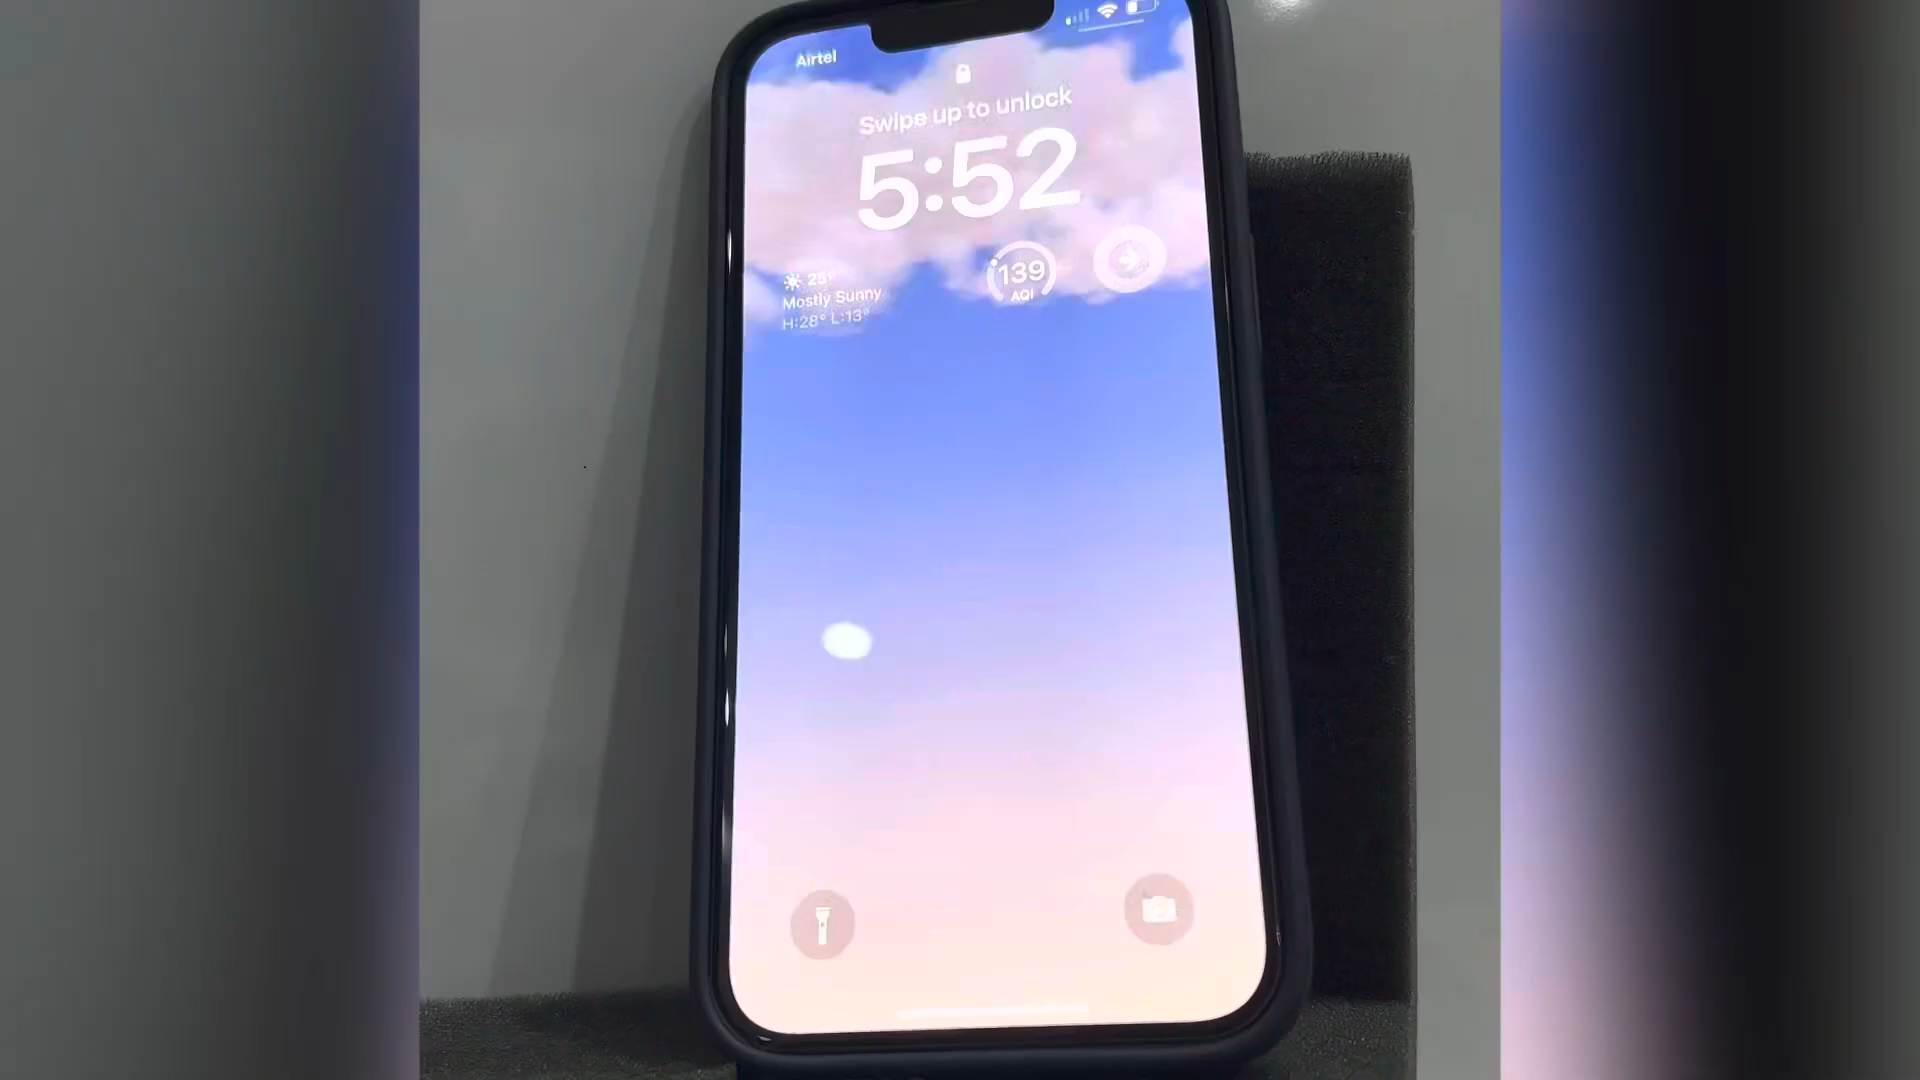 Airtel
Swipe up to unlock
5:52
25°
Mostly Sunny
H:28° L:13°
139
AQI